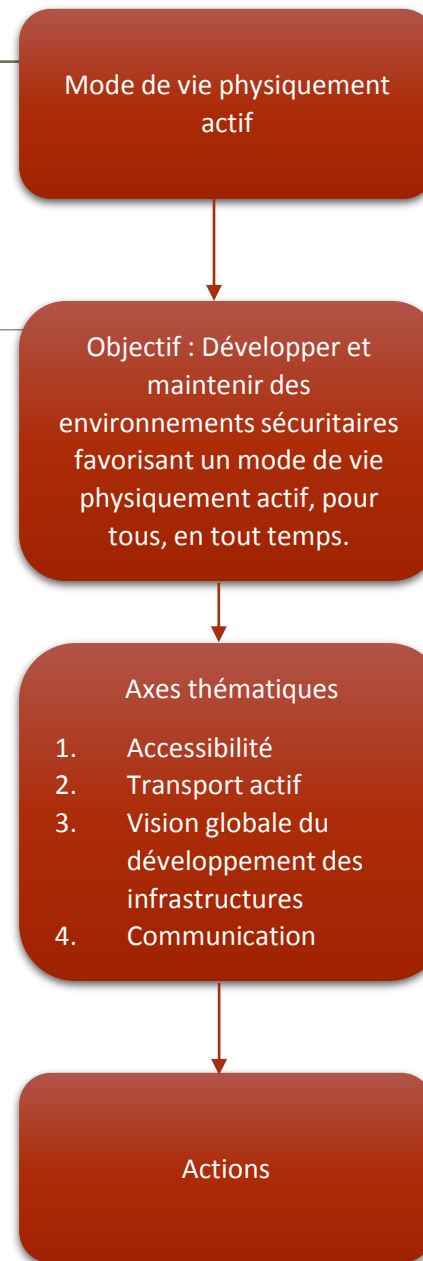 Mode de vie physiquement
actif
Objectif : Développer et
maintenir des
environnements sécuritaires
favorisant un mode de vie
physiquement actif, pour
tous, en tout temps.
Axes thématiques
1. Accessibilité
2. Transport actif
3. Vision globale du
développement des
infrastructures
4. Communication
Actions